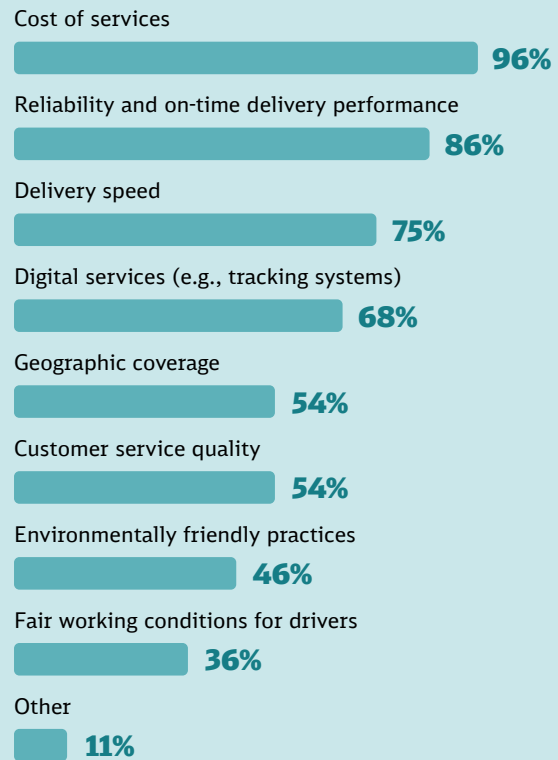 Cost of services
96%
Reliability and on-time delivery performance
86%
Delivery speed
75%
Digital services (e.g., tracking systems)
68%
Geographic coverage
54%
Customer service quality
54%
Environmentally friendly practices
46%
Fair working conditions for drivers
36%
Other
11%